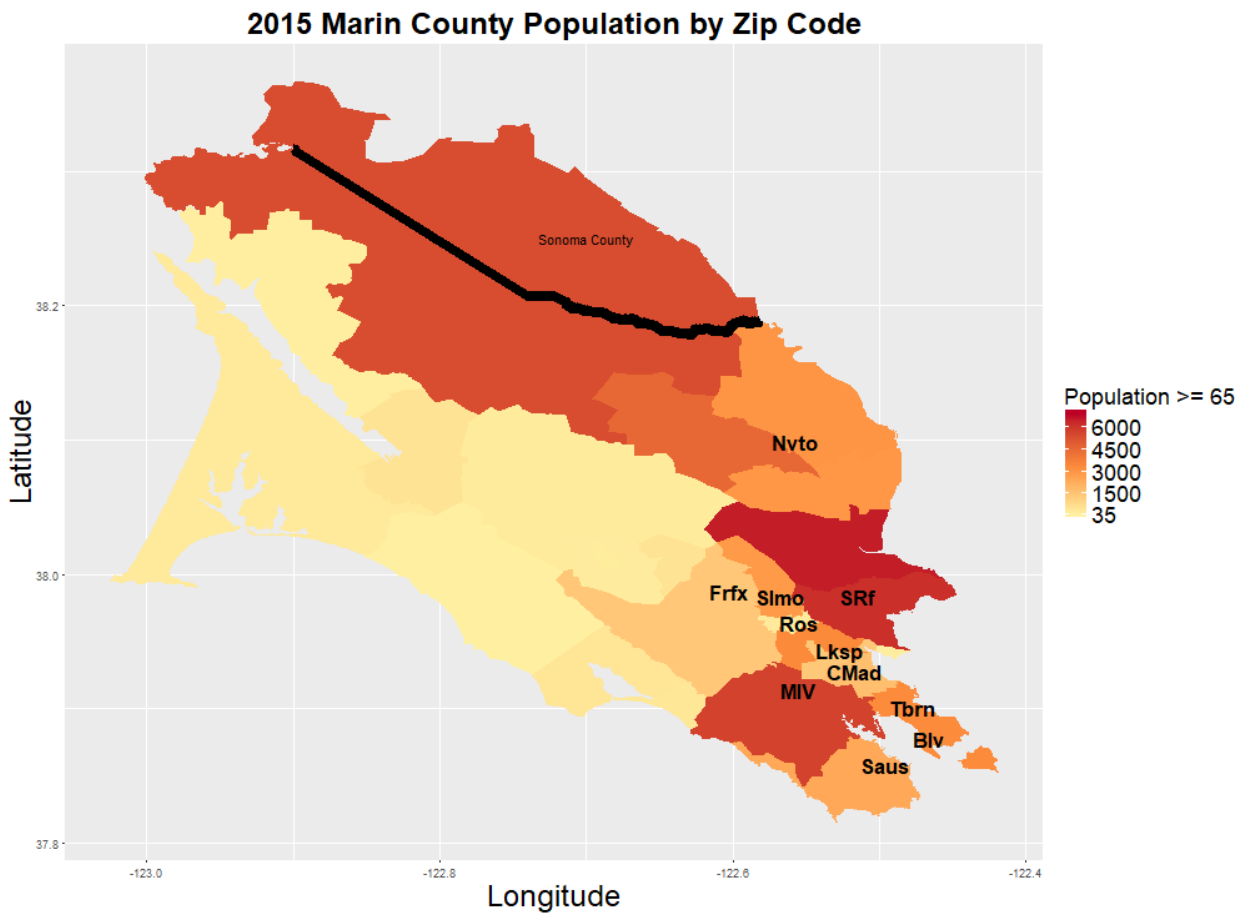 2015 Marin County Population by Zip Code
Sonoma County
38.2
Population >= 65
6000
4500
3000
1500
35
Latitude
Nvto
38.0
Frfx
Slmo
SRf
Ros
Lksp
CMad
MlV
Tbrn
Blv
Saus
37.8
-123.0
-122.8
-122.6
-122.4
Longitude